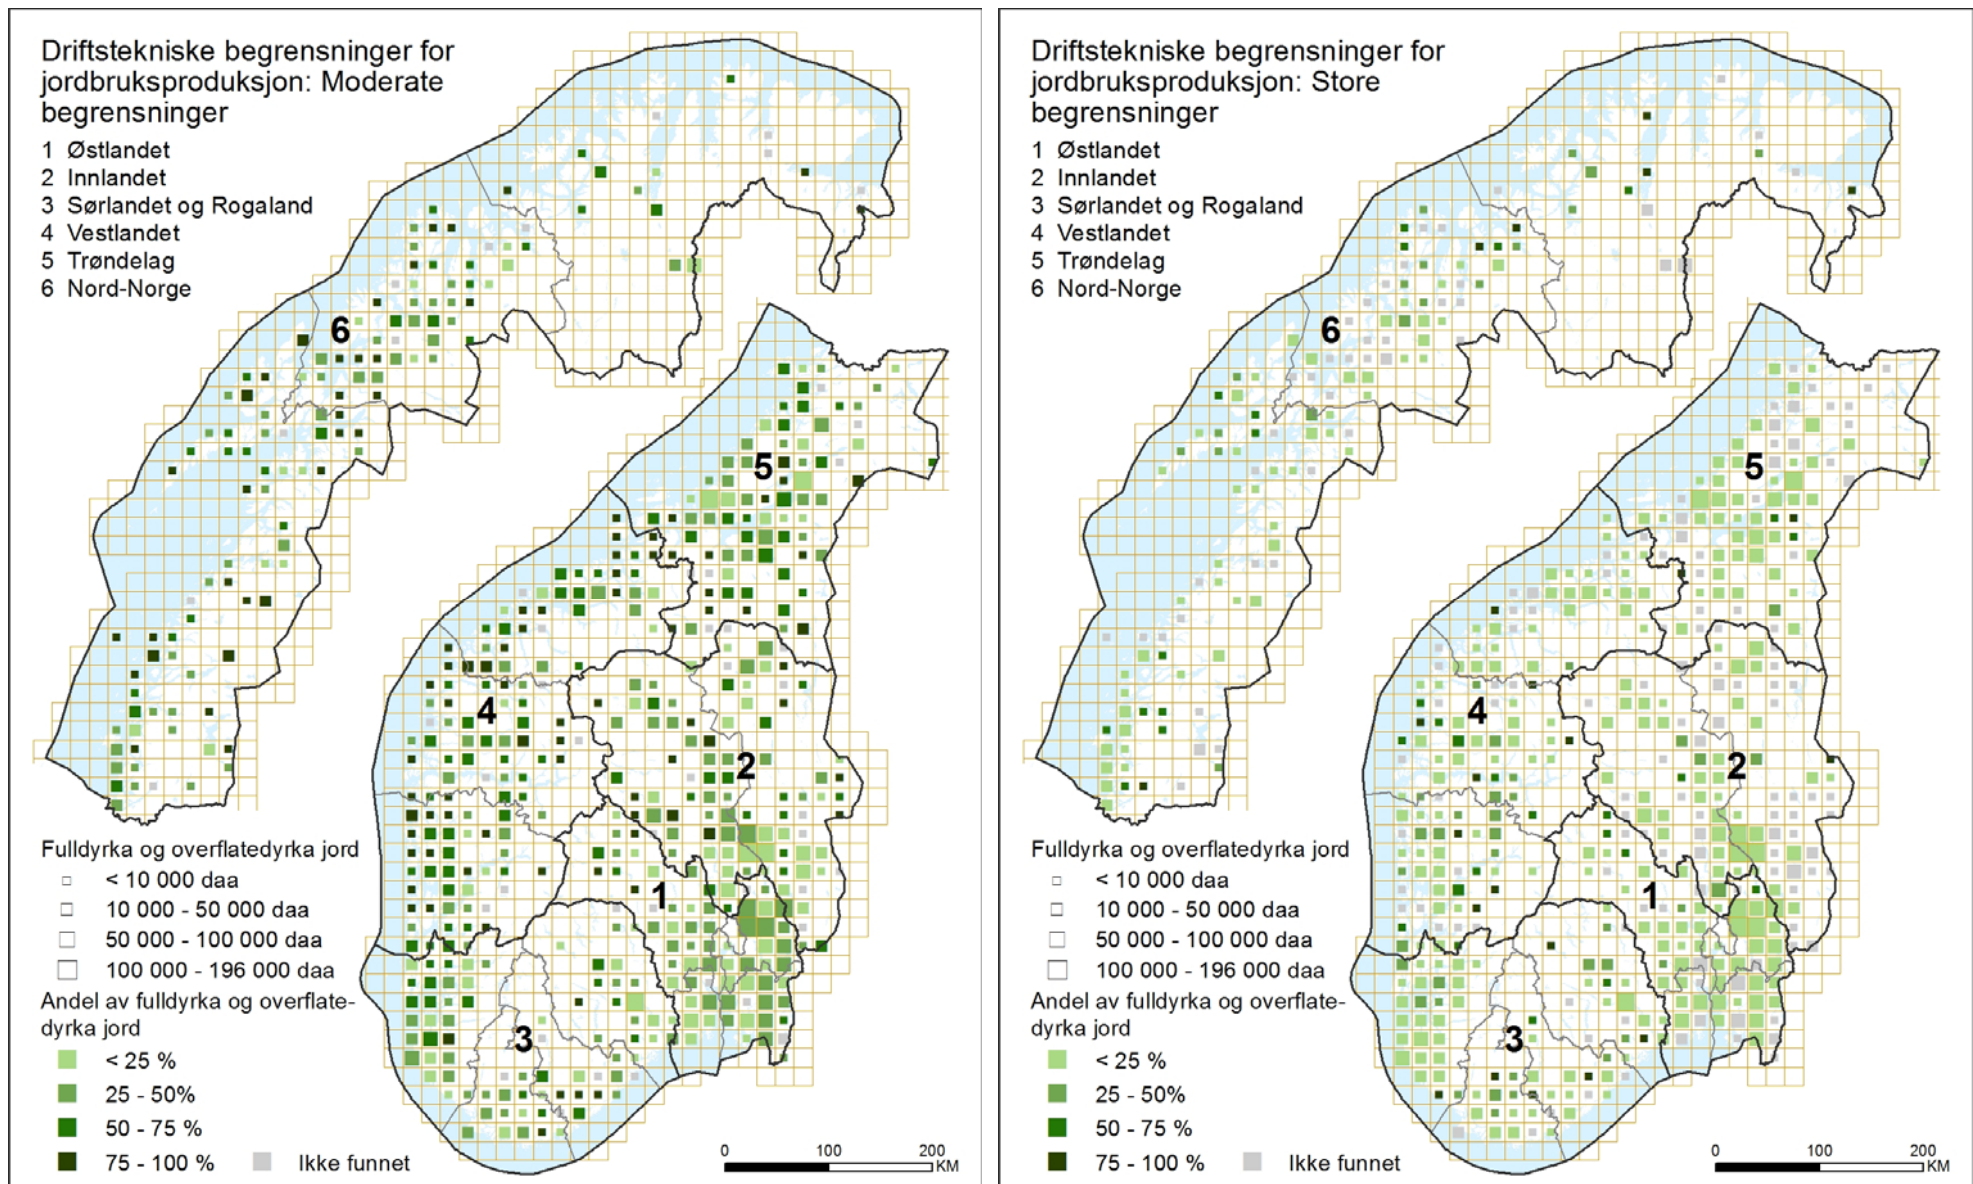 Driftstekniske begrensninger for
jordbruksproduksjon: Moderate
begrensninger
1 Østlandet
2 Innlandet
3 Sørlandet og Rogaland
4 Vestlandet
5 Trøndelag
6 Nord-Norge
6
5
4
2
1
3
Fulldyrka og overflatedyrka jord
< 10 000 daa
10 000 - 50 000 daa
50 000 - 100 000 daa
100 000 - 196 000 daa
Andel av fulldyrka og overflate-
dyrka jord
< 25 %
25 - 50%
50 - 75 %
75 - 100 %
Ikke funnet
0 100 200
KM
Driftstekniske begrensninger for
jordbruksproduksjon: Store
begrensninger
1 Østlandet
2 Innlandet
3 Sørlandet og Rogaland
4 Vestlandet
5 Trøndelag
6 Nord-Norge
6
5
4
2
1
3
Fulldyrka og overflatedyrka jord
< 10 000 daa
10 000 - 50 000 daa
50 000 - 100 000 daa
100 000 - 196 000 daa
Andel av fulldyrka og overflate-
dyrka jord
< 25 %
25 - 50%
50 - 75 %
75 - 100 %
Ikke funnet
0 100 200
KM